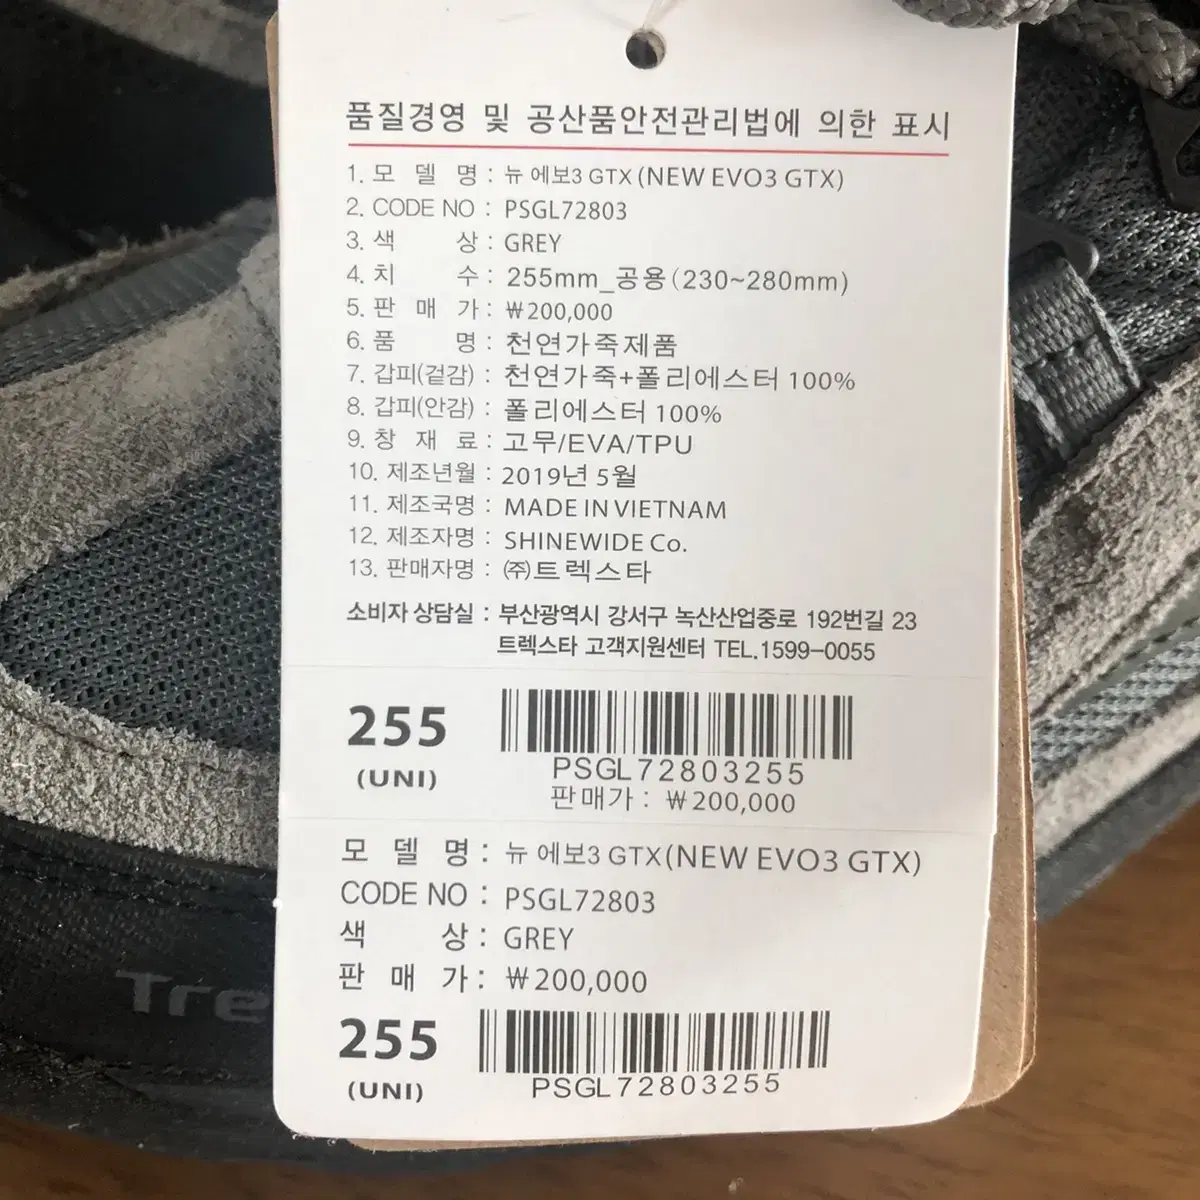 품질경영 및 공산품안전관리법에 의한 표시
1. 모 델 명 : 뉴 에보3 GTX (NEW EVO3 GTX)
2. CODE NO : PSGL72803
3. 색 상 : GREY
4. 치 수 : 255mm_공용(230~280mm)
5. 판 매 가 : ₩200,000
6. 품 명 : 천연가죽제품
7. 갑피(겉감) : 천연가죽+폴리에스터 100%
8. 갑피(안감) : 폴리에스터 100%
9. 창 재 료 : 고무/EVA/TPU
10. 제조년월 : 2019년 5월
11. 제조국명 : MADE IN VIETNAM
12. 제조자명 : SHINEWIDE Co.
13. 판매자명 : ㈜트렉스타
소비자 상담실 : 부산광역시 강서구 녹산산업중로 192번길 23
트렉스타 고객지원센터 TEL.1599-0055
255
(UNI)
PSGL72803255
판매가 : ₩200,000
모 델 명 : 뉴 에보3 GTX (NEW EVO3 GTX)
CODE NO : PSGL72803
색 상 : GREY
판 매 가 : ₩200,000
255
(UNI)
PSGL72803255
Tre